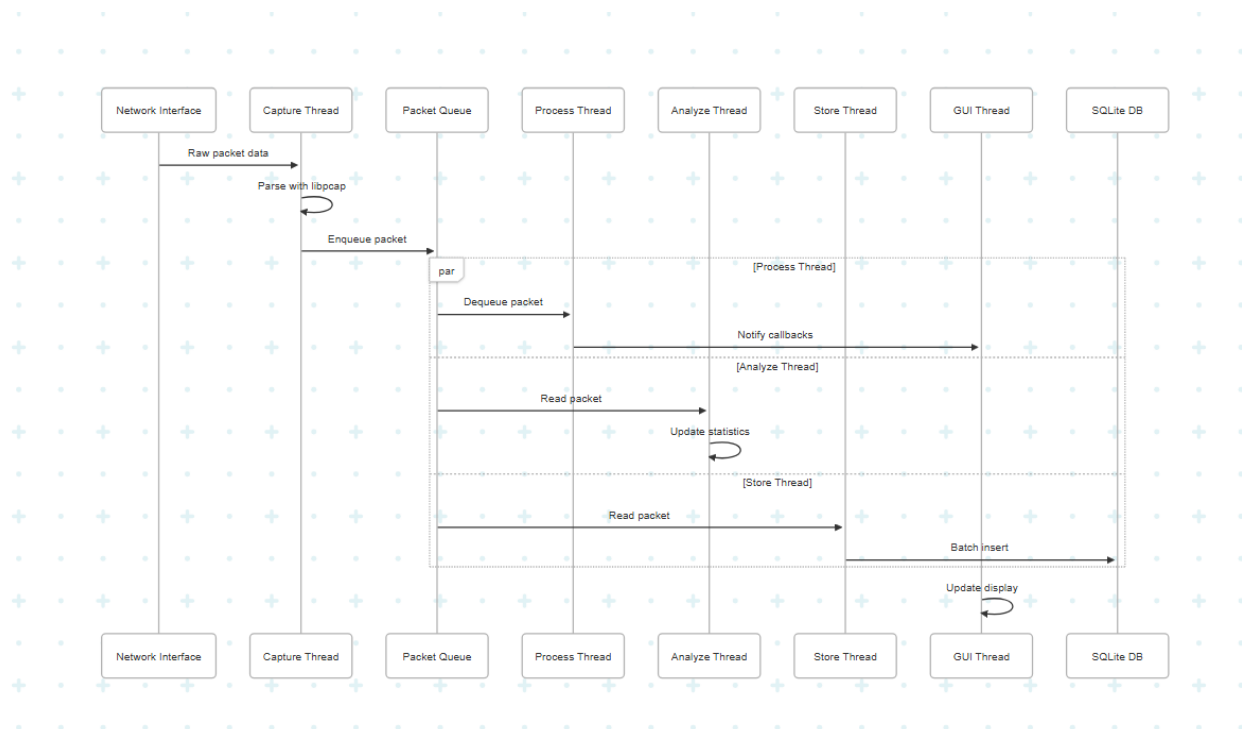 Network Interface
Capture Thread
Packet Queue
Process Thread
Analyze Thread
Store Thread
GUI Thread
SQLite DB
Raw packet data
Parse with libpcap
Enqueue packet
par
[Process Thread]
Dequeue packet
Notify callbacks
[Analyze Thread]
Read packet
Update statistics
[Store Thread]
Read packet
Batch insert
Update display
Network Interface
Capture Thread
Packet Queue
Process Thread
Analyze Thread
Store Thread
GUI Thread
SQLite DB